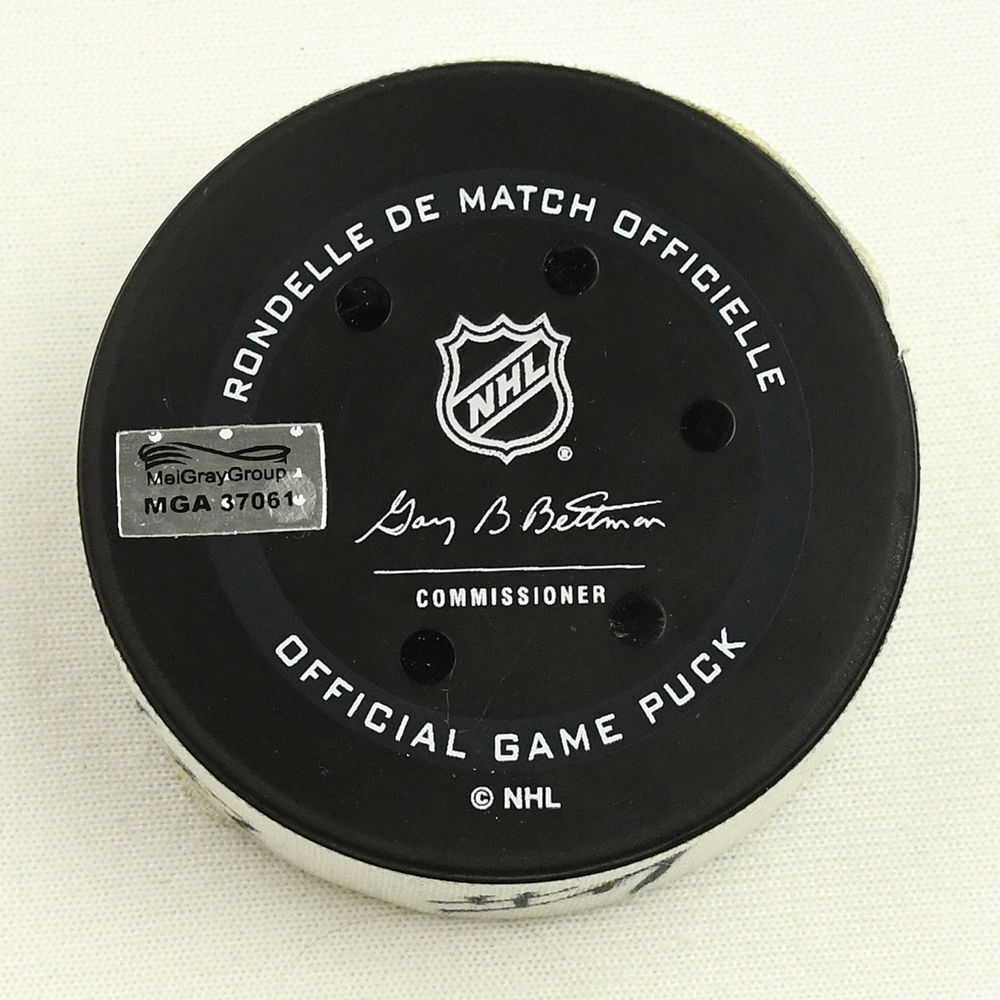 RONDELLE DE MATCH OFFICIELLE
NHL
®
MeiGrayGroup
MGA 37061
Gary B Bettman
COMMISSIONER
OFFICIAL GAME PUCK
© NHL